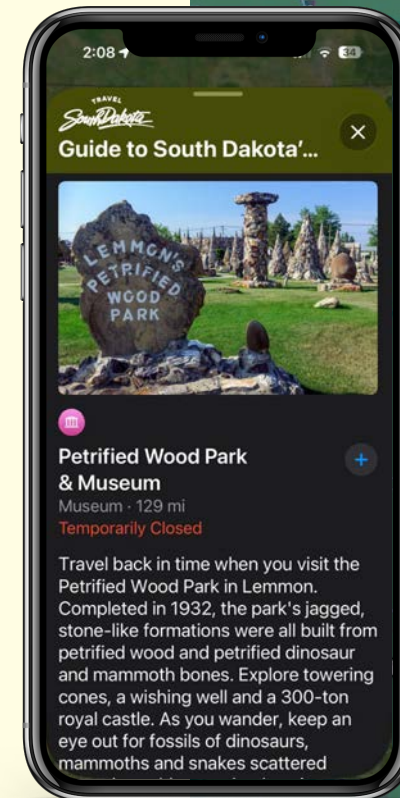 2:08
34
TRAVEL
SouthDakota
Guide to South Dakota’...
LEMMON'S
PETRIFIED
WOOD
PARK
Petrified Wood Park
& Museum
Museum · 129 mi
Temporarily Closed
Travel back in time when you visit the
Petrified Wood Park in Lemmon.
Completed in 1932, the park's jagged,
stone-like formations were all built from
petrified wood and petrified dinosaur
and mammoth bones. Explore towering
cones, a wishing well and a 300-ton
royal castle. As you wander, keep an
eye out for fossils of dinosaurs,
mammoths and snakes scattered